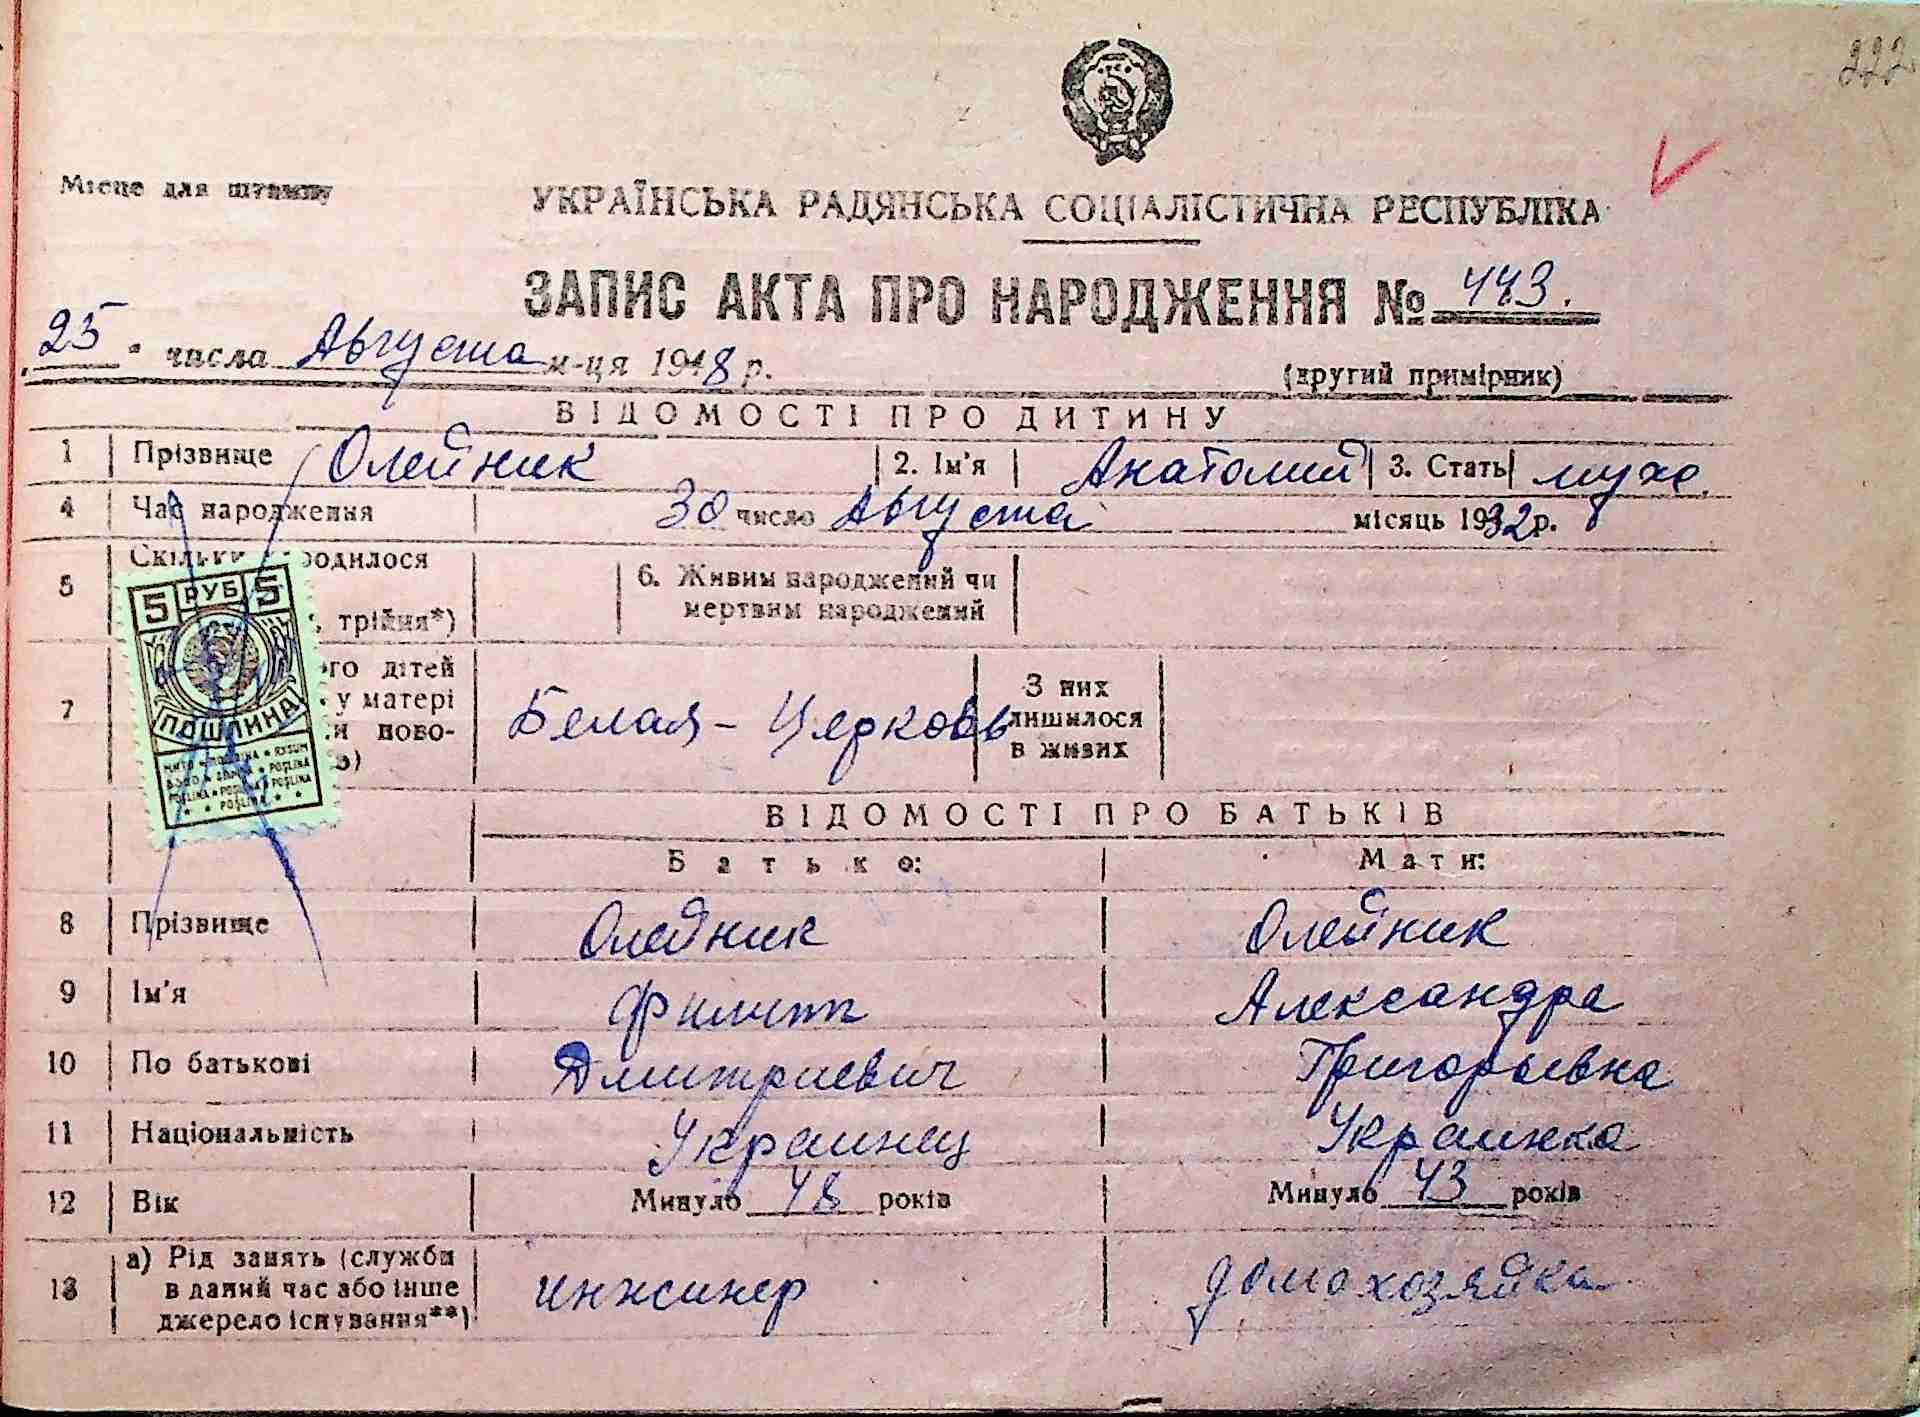 222
Місце для штампу
УКРАЇНСЬКА РАДЯНСЬКА СОЦІАЛІСТИЧНА РЕСПУБЛІКА
ЗАПИС АКТА ПРО НАРОДЖЕННЯ № 443.
25 числа Августа м-ця 1948 р.
(другий примірник)
ВІДОМОСТІ ПРО ДИТИНУ
1 Прізвище Олейник 2. Ім'я Анатолий 3. Стать муж.
4 Час народження 30 число Августа місяць 1932 р.
5 Скільки родилося 6. Живим народжений чи
, трійня*) мертвим народжений
5 РУБ 5
ПОШЛИНА
7 го дітей З них
у матері Белая-Церковь лишилося
и ново- в живих
POŞLINA
ВІДОМОСТІ ПРО БАТЬКІВ
Батько: Мати:
8 Прізвище Олейник Олейник
9 Ім'я Филипп Александра
10 По батькові Дмитриевич Григорьевна
11 Національність Украинец Украинка
12 Вік Минуло 48 років Минуло 43 років
13 а) Рід занять (служби
в даний час або інше инжинер домохозяйка
джерело існування**)